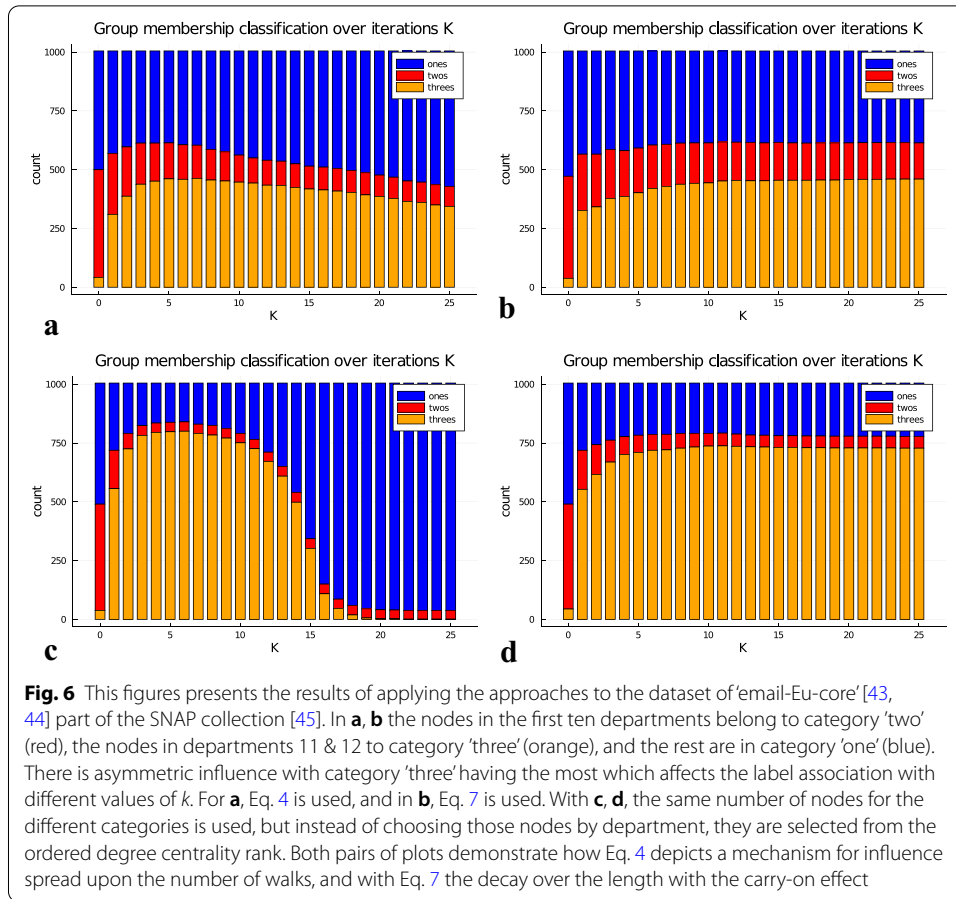 Group membership classification over iterations K
1000
750
500
250
0
count
ones
twos
threes
0 5 10 15 20 25
K
a
Group membership classification over iterations K
1000
750
500
250
0
count
ones
twos
threes
0 5 10 15 20 25
K
b
Group membership classification over iterations K
1000
750
500
250
0
count
ones
twos
threes
0 5 10 15 20 25
K
c
Group membership classification over iterations K
1000
750
500
250
0
count
ones
twos
threes
0 5 10 15 20 25
K
d
Fig. 6 This figures presents the results of applying the approaches to the dataset of 'email-Eu-core' [43,
44] part of the SNAP collection [45]. In a, b the nodes in the first ten departments belong to category 'two'
(red), the nodes in departments 11 & 12 to category 'three' (orange), and the rest are in category 'one' (blue).
There is asymmetric influence with category 'three' having the most which affects the label association with
different values of k. For a, Eq. 4 is used, and in b, Eq. 7 is used. With c, d, the same number of nodes for the
different categories is used, but instead of choosing those nodes by department, they are selected from the
ordered degree centrality rank. Both pairs of plots demonstrate how Eq. 4 depicts a mechanism for influence
spread upon the number of walks, and with Eq. 7 the decay over the length with the carry-on effect